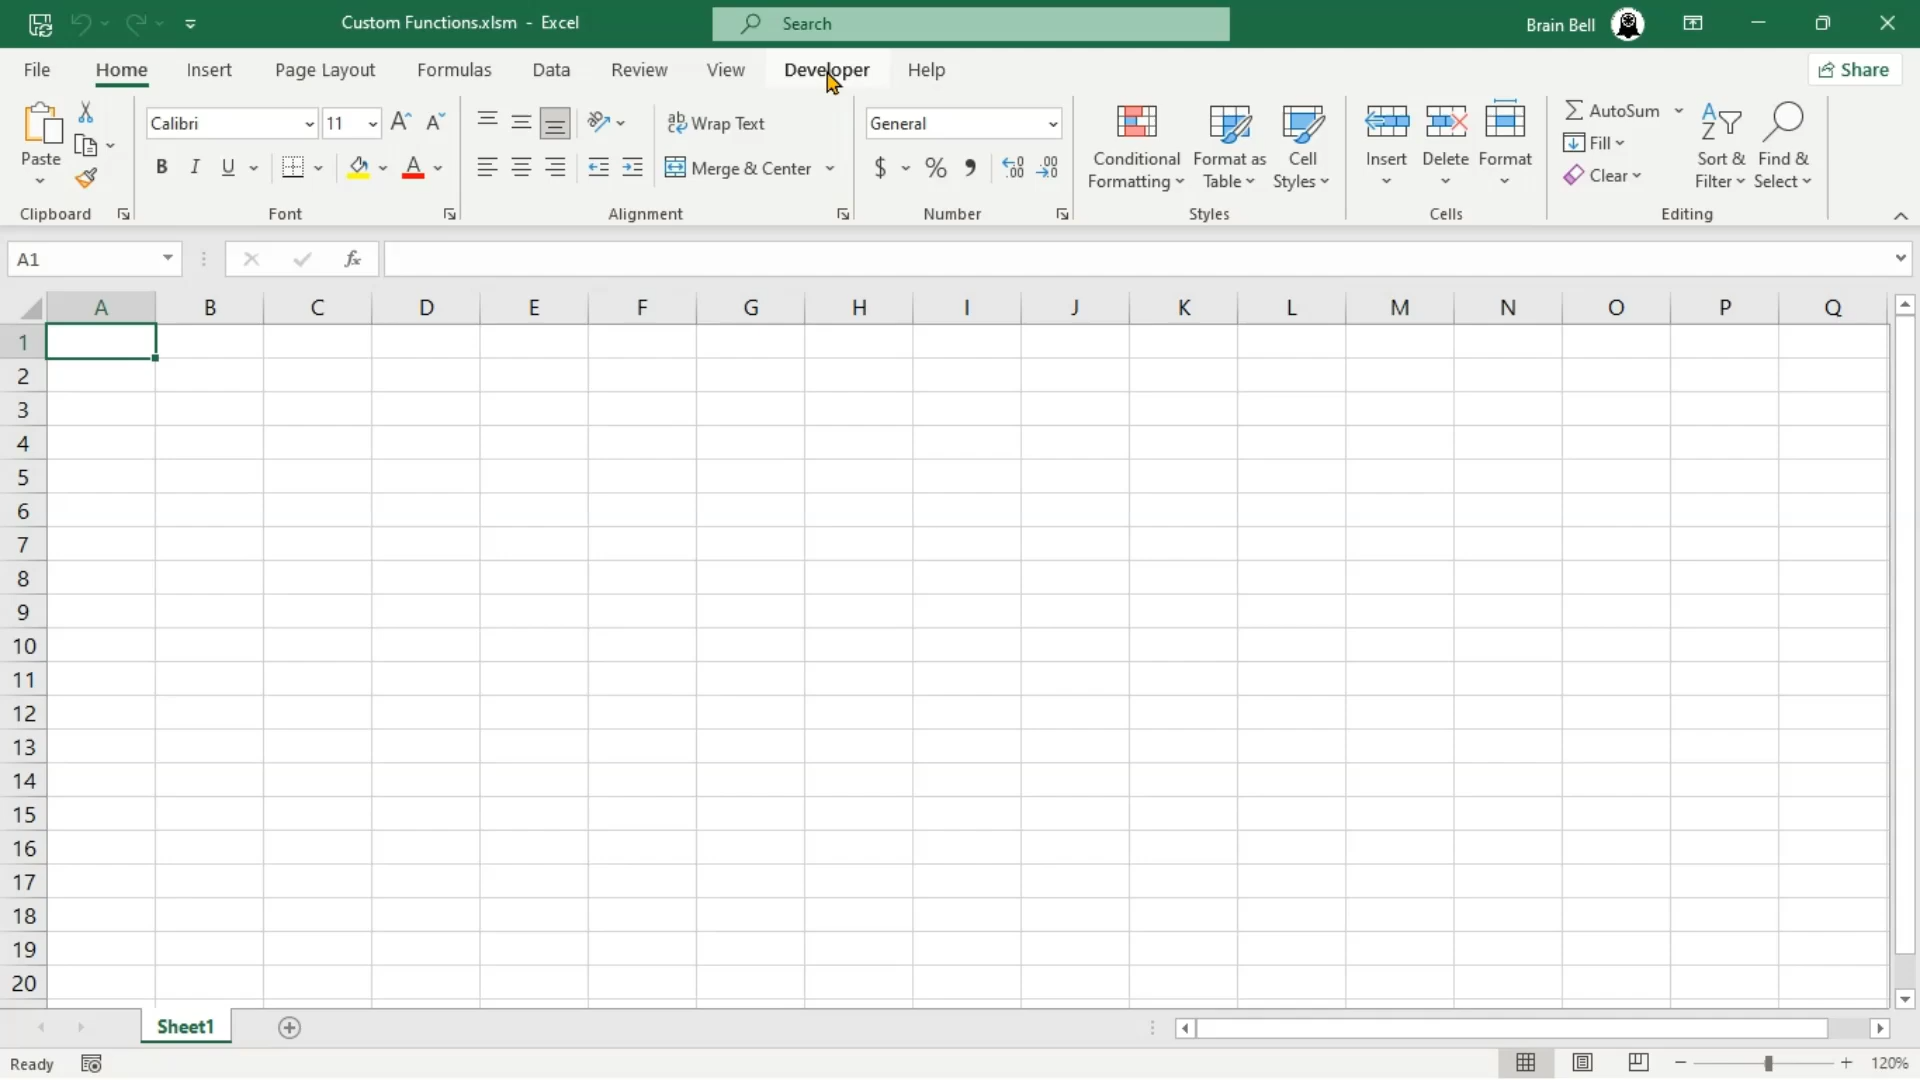 Custom Functions.xlsm - Excel
Search
Brain Bell
File Home Insert Page Layout Formulas Data Review View Developer Help
Share
Paste
Clipboard
Calibri 11
B I U A
Font
Wrap Text
Merge & Center
Alignment
General
$ %
Number
Conditional Formatting
Format as Table
Cell Styles
Styles
Insert Delete Format
Cells
AutoSum
Fill
Clear
Sort & Filter
Find & Select
Editing
A1
fx
A B C D E F G H I J K L M N O P Q
1
2
3
4
5
6
7
8
9
10
11
12
13
14
15
16
17
18
19
20
Sheet1
Ready
120%